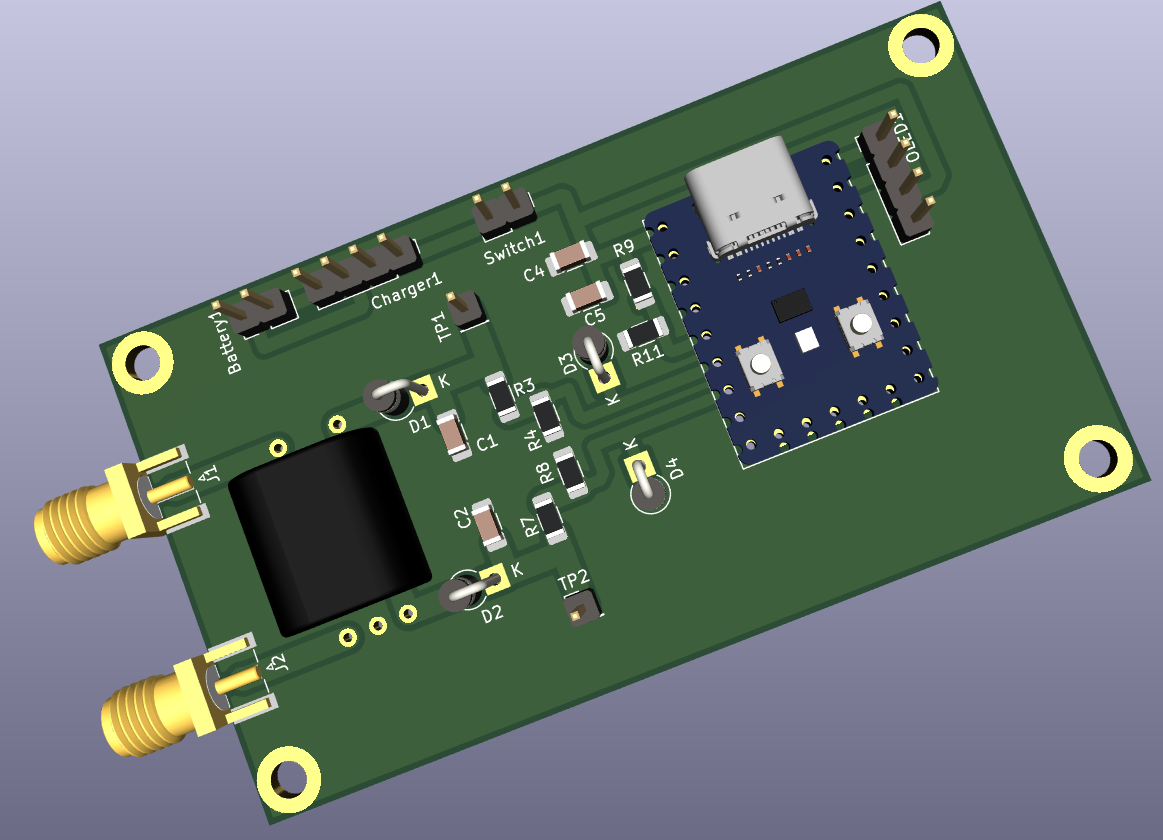 OLED1
Switch1
R9
C4
Charger1
C5
Battery1
TP1
R11
D3
K
K
R3
D1
C1
R4
K
D4
J1
R8
C2
R7
K
TP2
D2
J2